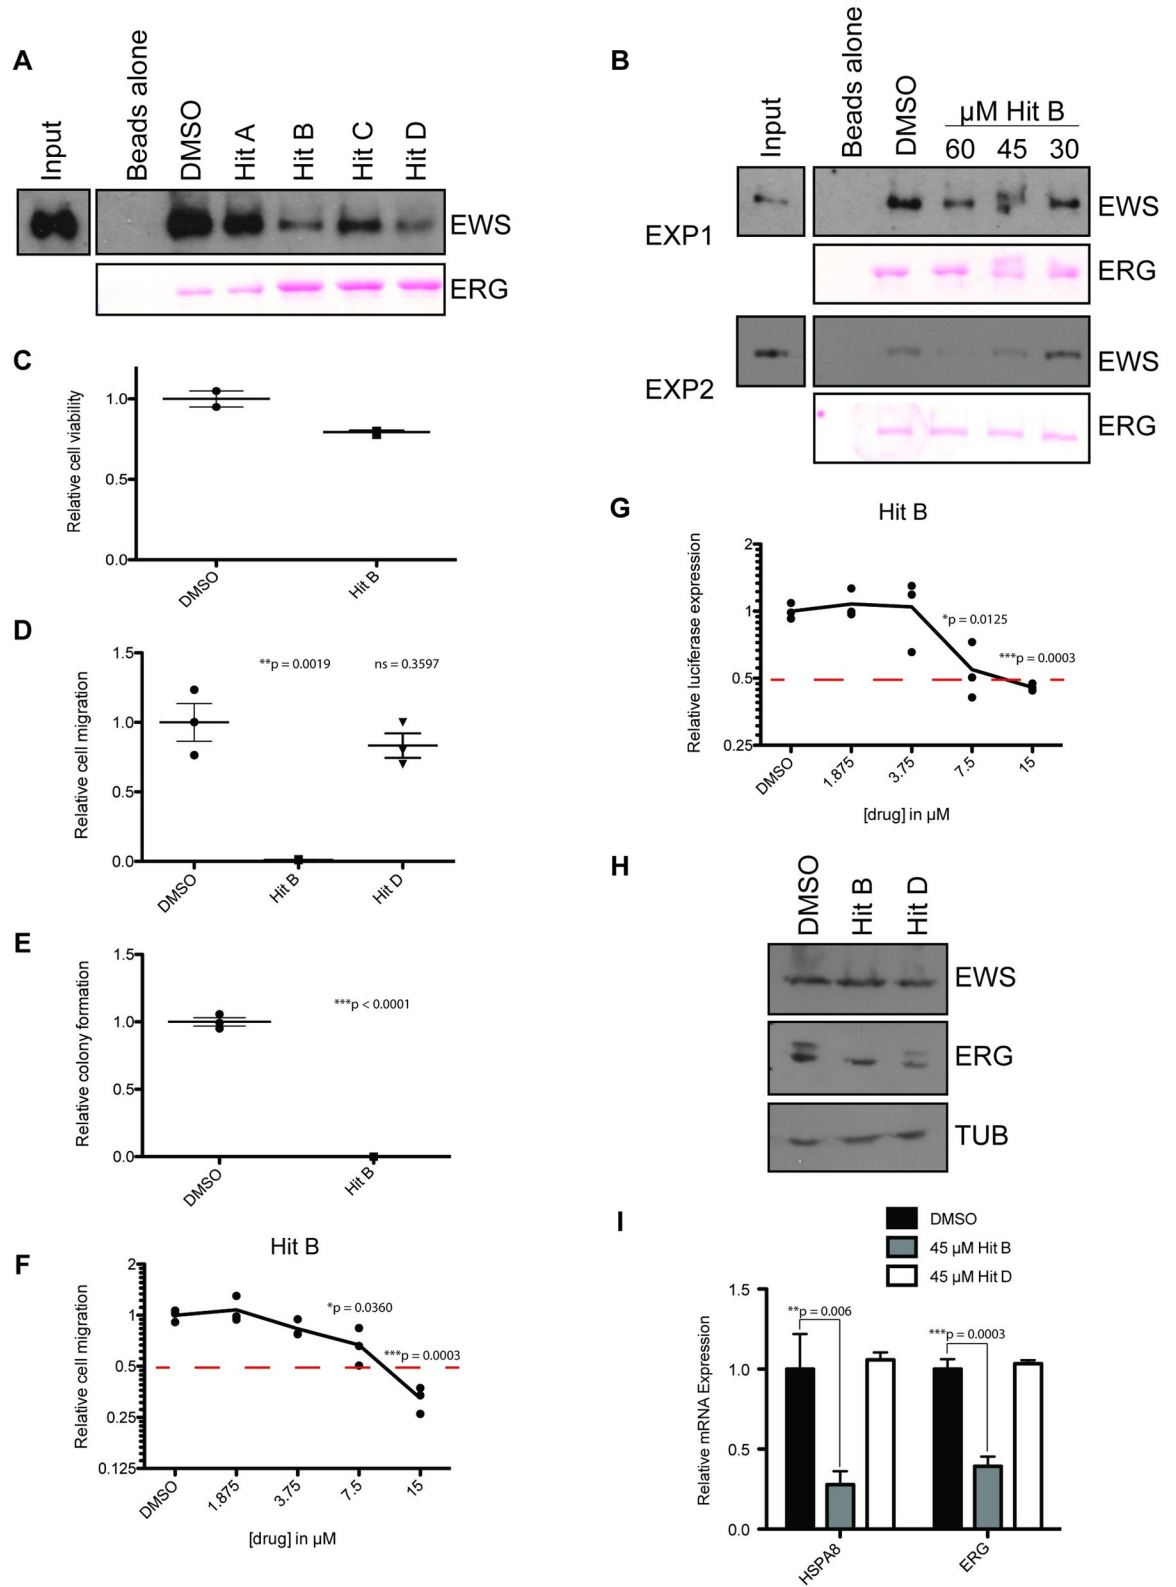 A
Input
Beads alone
DMSO
Hit A
Hit B
Hit C
Hit D
EWS
ERG
B
Input
Beads alone
DMSO
µM Hit B
60 45 30
EXP1
EWS
ERG
EXP2
EWS
ERG
C
Relative cell viability
1.0
0.5
0.0
DMSO
Hit B
D
Relative cell migration
1.5
1.0
0.5
0.0
**p = 0.0019
ns = 0.3597
DMSO
Hit B
Hit D
E
Relative colony formation
1.5
1.0
0.5
0.0
***p < 0.0001
DMSO
Hit B
F
Hit B
Relative cell migration
2
1
0.5
0.25
0.125
*p = 0.0360
***p = 0.0003
DMSO
1.875
3.75
7.5
15
[drug] in µM
G
Hit B
Relative luciferase expression
2
1
0.5
0.25
*p = 0.0125
***p = 0.0003
DMSO
1.875
3.75
7.5
15
[drug] in µM
H
DMSO
Hit B
Hit D
EWS
ERG
TUB
I
DMSO
45 µM Hit B
45 µM Hit D
Relative mRNA Expression
1.5
1.0
0.5
0.0
**p = 0.006
***p = 0.0003
HSPA8
ERG